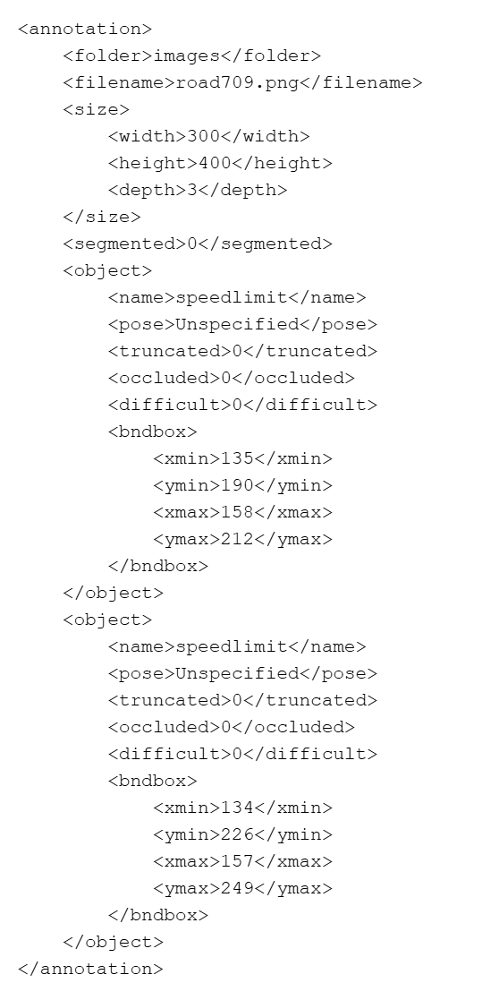 <annotation>
    <folder>images</folder>
    <filename>road709.png</filename>
    <size>
        <width>300</width>
        <height>400</height>
        <depth>3</depth>
    </size>
    <segmented>0</segmented>
    <object>
        <name>speedlimit</name>
        <pose>Unspecified</pose>
        <truncated>0</truncated>
        <occluded>0</occluded>
        <difficult>0</difficult>
        <bndbox>
            <xmin>135</xmin>
            <ymin>190</ymin>
            <xmax>158</xmax>
            <ymax>212</ymax>
        </bndbox>
    </object>
    <object>
        <name>speedlimit</name>
        <pose>Unspecified</pose>
        <truncated>0</truncated>
        <occluded>0</occluded>
        <difficult>0</difficult>
        <bndbox>
            <xmin>134</xmin>
            <ymin>226</ymin>
            <xmax>157</xmax>
            <ymax>249</ymax>
        </bndbox>
    </object>
</annotation>